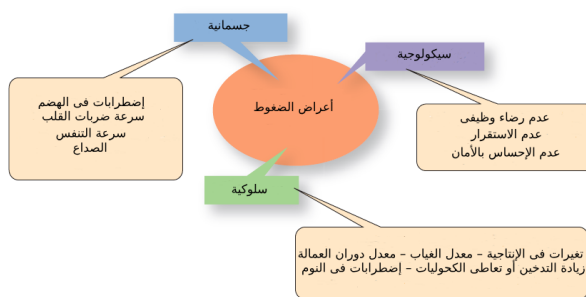 جسمانية
سيكولوجية
أعراض الضغوط
إضطرابات فى الهضم
سرعة ضربات القلب
سرعة التنفس
الصداع
عدم رضاء وظيفى
عدم الاستقرار
عدم الإحساس بالأمان
سلوكية
تغيرات فى الإنتاجية – معدل الغياب – معدل دوران العمالة
زيادة التدخين أو تعاطى الكحوليات – إضطرابات فى النوم